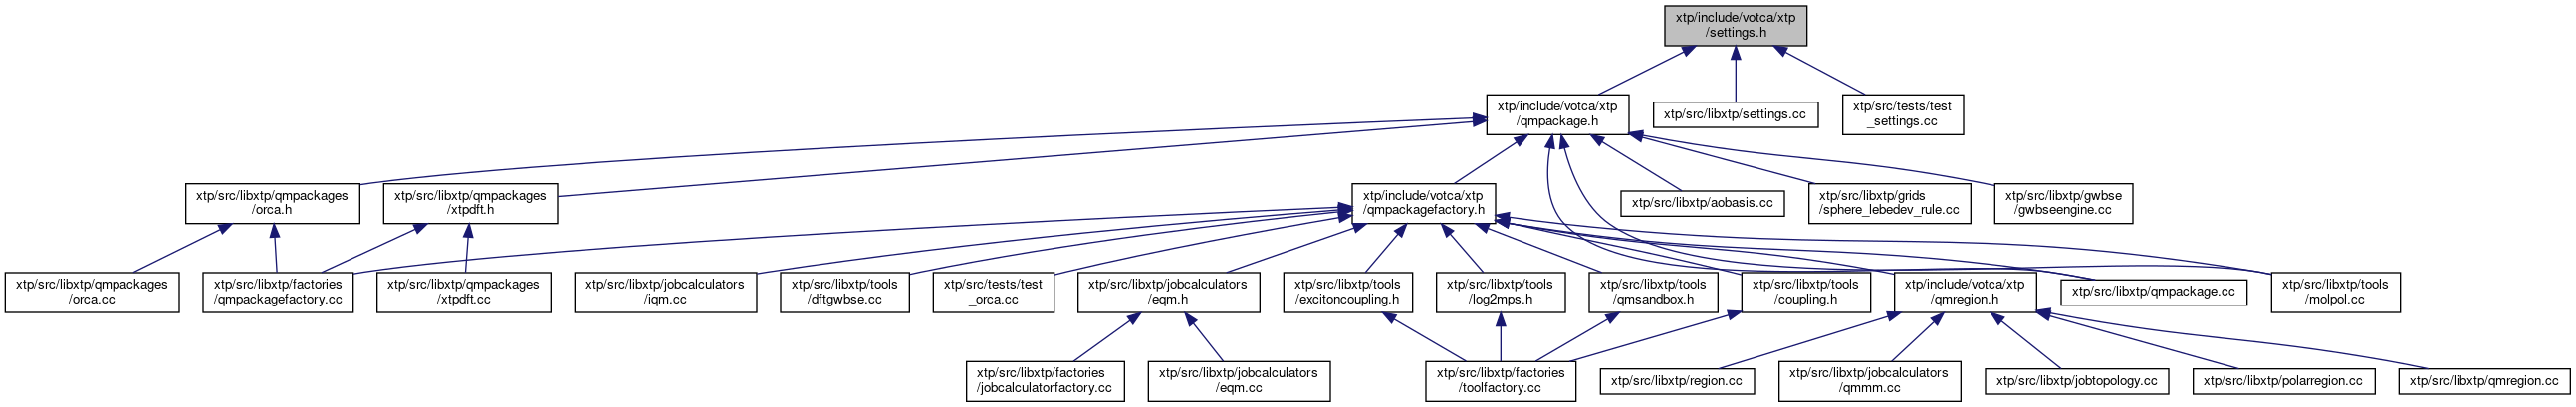 xtp/include/votca/xtp
/settings.h
xtp/include/votca/xtp
/qmpackage.h
xtp/src/libxtp/settings.cc
xtp/src/tests/test
_settings.cc
xtp/src/libxtp/qmpackages
/orca.h
xtp/src/libxtp/qmpackages
/xtpdft.h
xtp/include/votca/xtp
/qmpackagefactory.h
xtp/src/libxtp/aobasis.cc
xtp/src/libxtp/grids
/sphere_lebedev_rule.cc
xtp/src/libxtp/gwbse
/gwbseengine.cc
xtp/src/libxtp/qmpackages
/orca.cc
xtp/src/libxtp/factories
/qmpackagefactory.cc
xtp/src/libxtp/qmpackages
/xtpdft.cc
xtp/src/libxtp/jobcalculators
/iqm.cc
xtp/src/libxtp/tools
/dftgwbse.cc
xtp/src/tests/test
_orca.cc
xtp/src/libxtp/jobcalculators
/eqm.h
xtp/src/libxtp/tools
/excitoncoupling.h
xtp/src/libxtp/tools
/log2mps.h
xtp/src/libxtp/tools
/qmsandbox.h
xtp/src/libxtp/tools
/coupling.h
xtp/include/votca/xtp
/qmregion.h
xtp/src/libxtp/qmpackage.cc
xtp/src/libxtp/tools
/molpol.cc
xtp/src/libxtp/factories
/jobcalculatorfactory.cc
xtp/src/libxtp/jobcalculators
/eqm.cc
xtp/src/libxtp/factories
/toolfactory.cc
xtp/src/libxtp/region.cc
xtp/src/libxtp/jobcalculators
/qmmm.cc
xtp/src/libxtp/jobtopology.cc
xtp/src/libxtp/polarregion.cc
xtp/src/libxtp/qmregion.cc